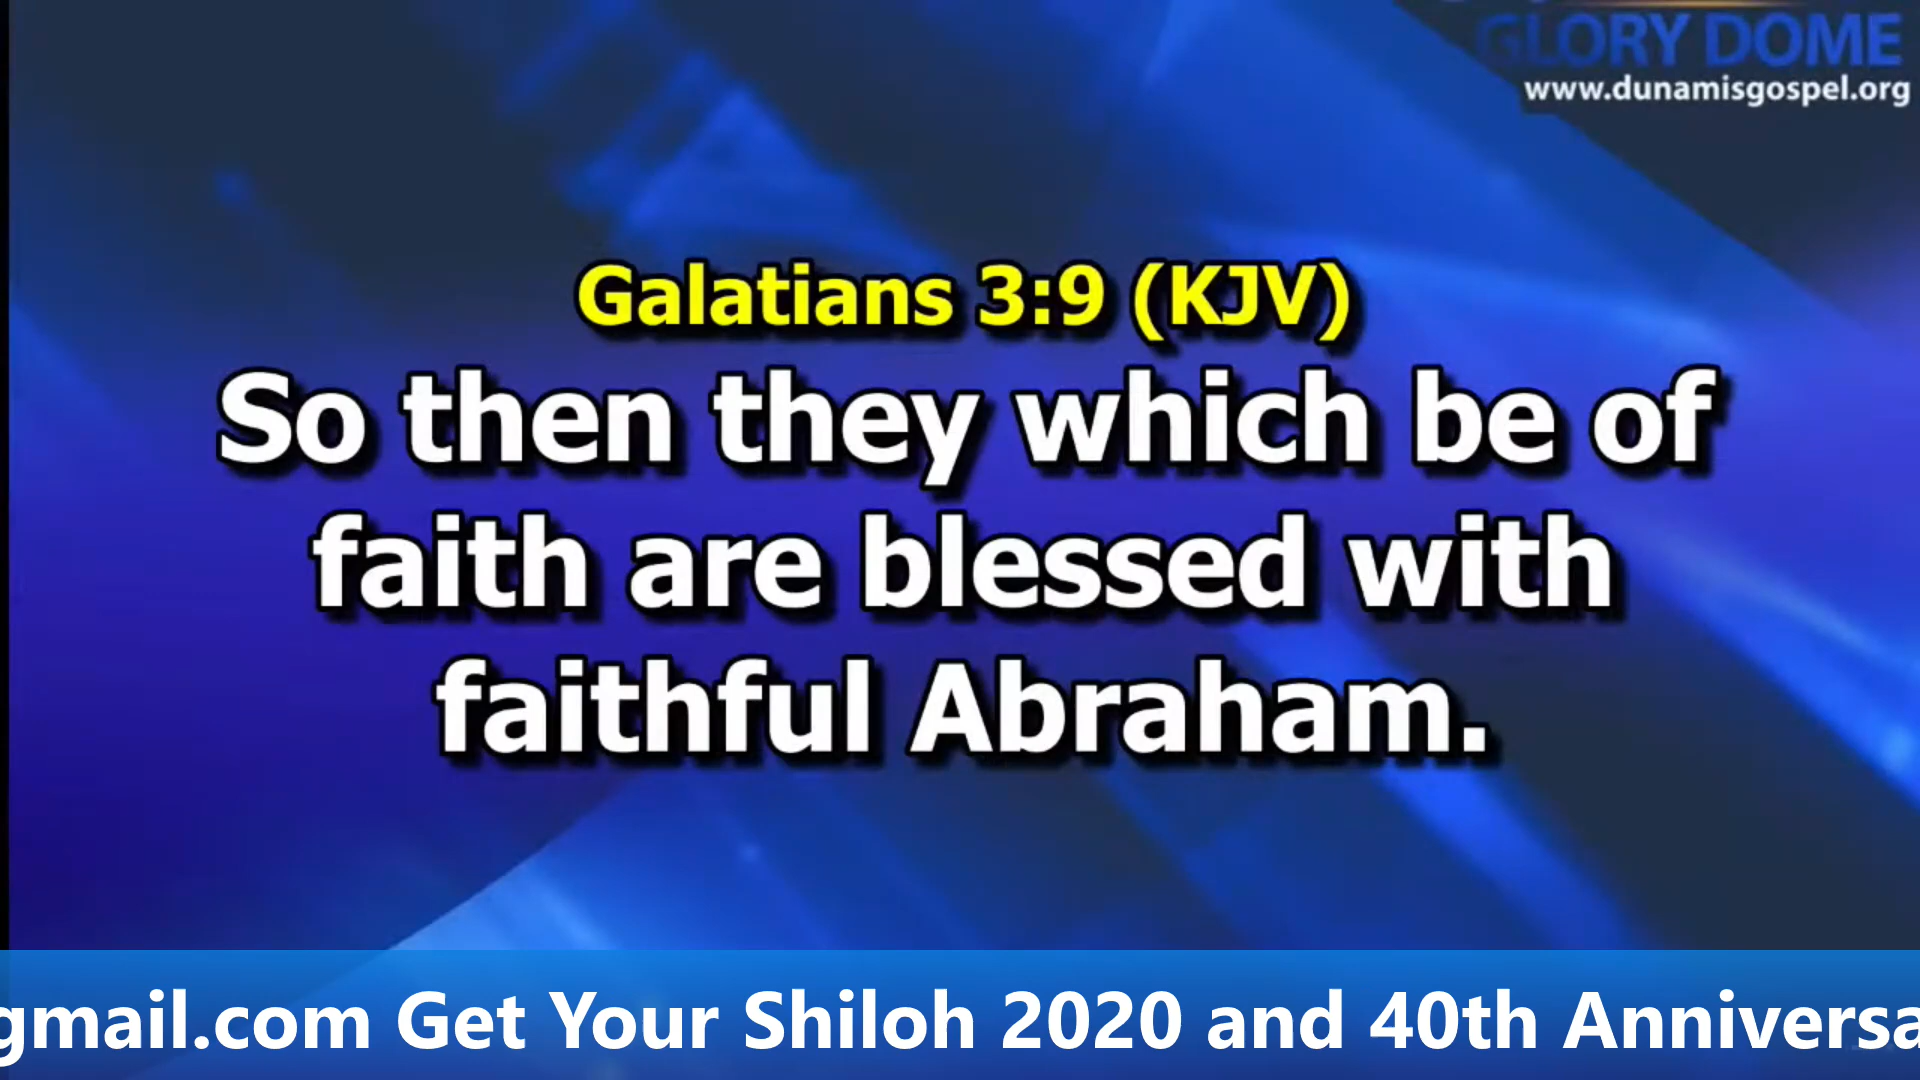 GLORY DOME
www.dunamisgospel.org
Galatians 3:9 (KJV)
So then they which be of
faith are blessed with
faithful Abraham.
gmail.com Get Your Shiloh 2020 and 40th Anniversa